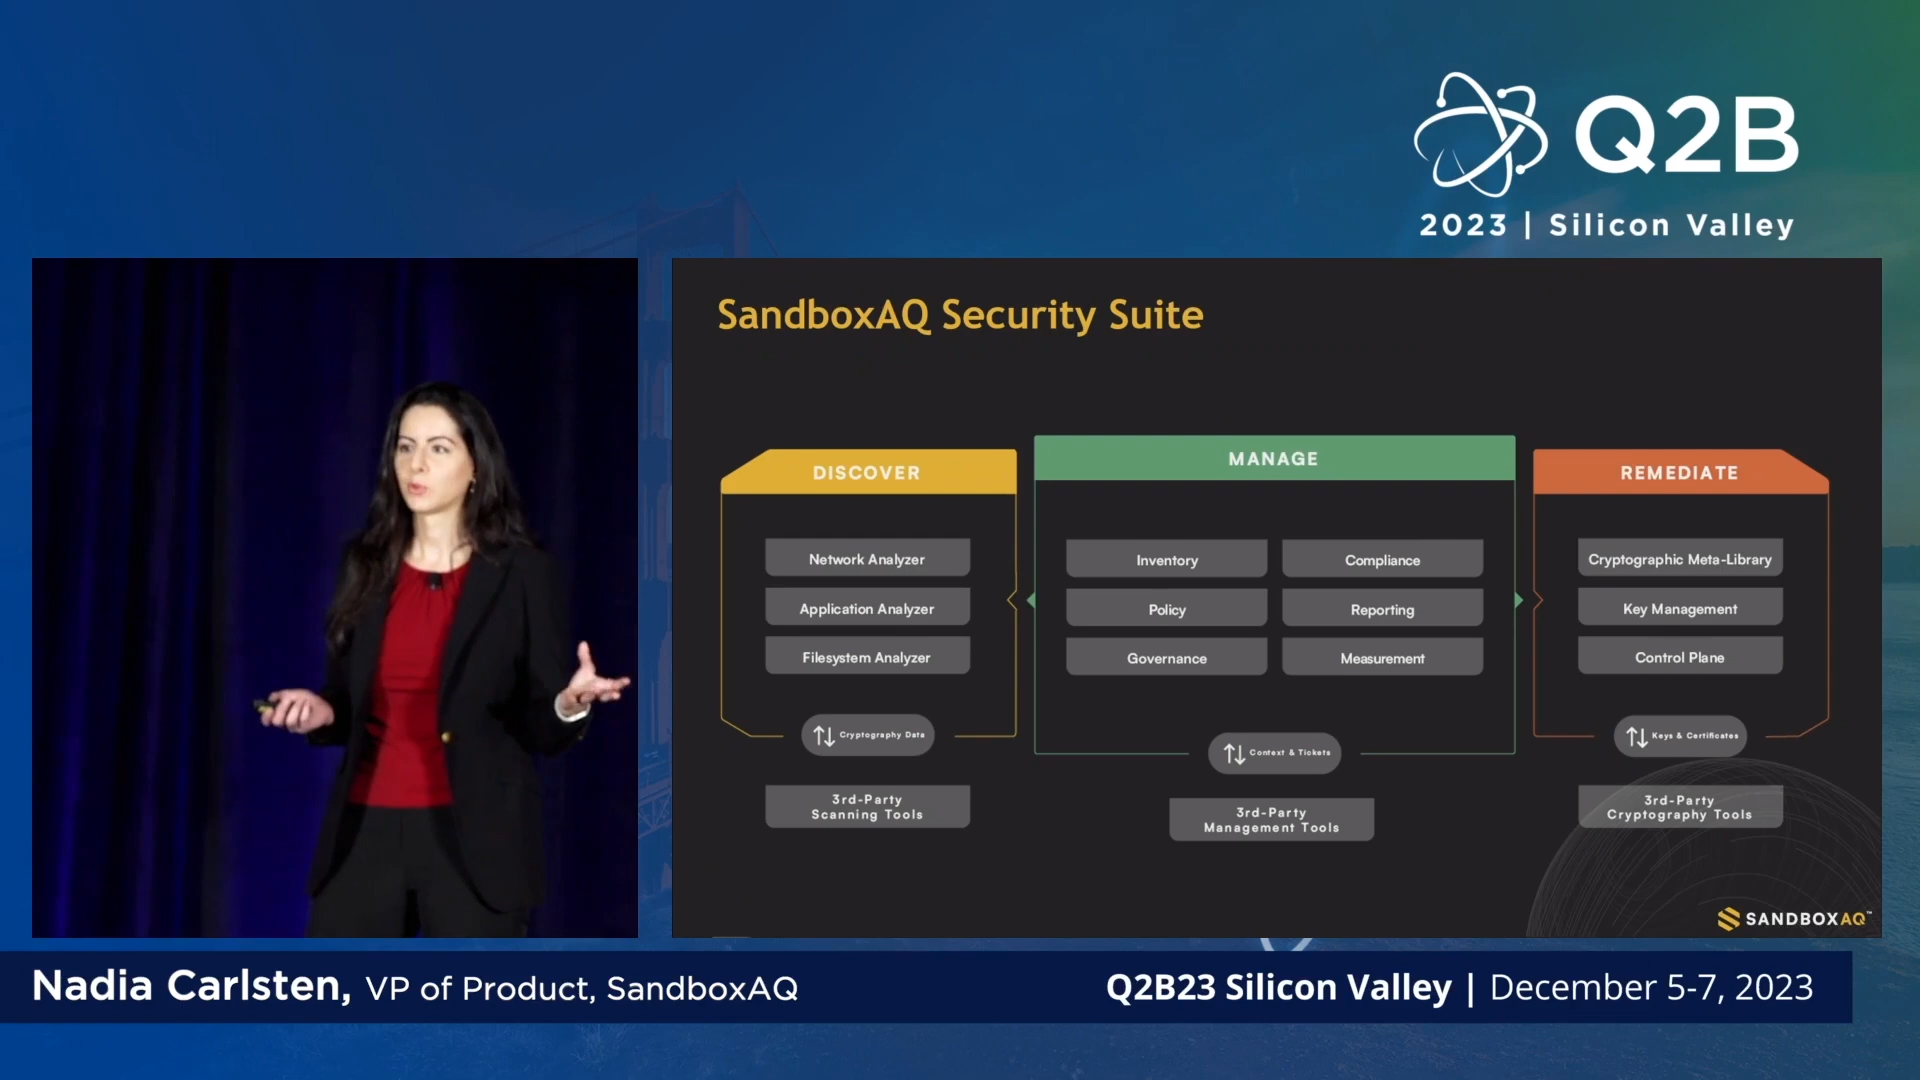 Q2B
2023 | Silicon Valley
SandboxAQ Security Suite
DISCOVER
Network Analyzer
Application Analyzer
Filesystem Analyzer
Cryptography Data
3rd-Party
Scanning Tools
MANAGE
Inventory
Compliance
Policy
Reporting
Governance
Measurement
Context & Tickets
3rd-Party
Management Tools
REMEDIATE
Cryptographic Meta-Library
Key Management
Control Plane
Keys & Certificates
3rd-Party
Cryptography Tools
SANDBOXAQ™
Nadia Carlsten, VP of Product, SandboxAQ
Q2B23 Silicon Valley | December 5-7, 2023